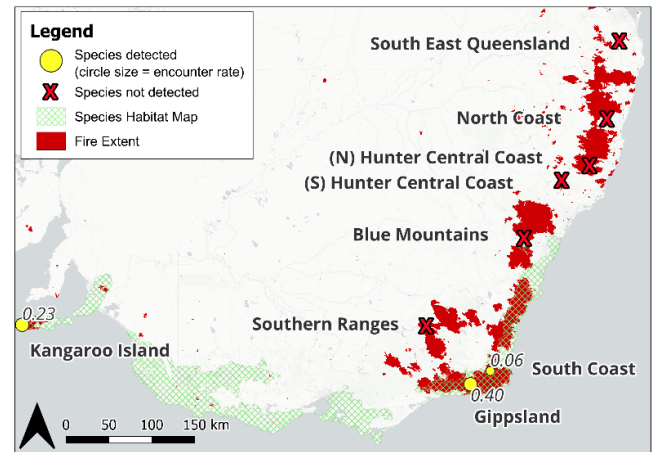 Legend
Species detected
(circle size = encounter rate)
Species not detected
Species Habitat Map
Fire Extent
South East Queensland
North Coast
(N) Hunter Central Coast
(S) Hunter Central Coast
Blue Mountains
Southern Ranges
0.23
Kangaroo Island
0.06
South Coast
0.40
Gippsland
0 50 100 150 km